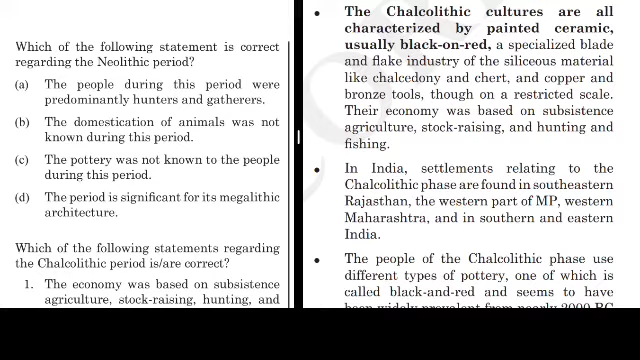 Which of the following statement is correct
regarding the Neolithic period?
(a) The people during this period were
predominantly hunters and gatherers.
(b) The domestication of animals was not
known during this period.
(c) The pottery was not known to the people
during this period.
(d) The period is significant for its megalithic
architecture.
Which of the following statements regarding
the Chalcolithic period is/are correct?
1. The economy was based on subsistence
agriculture, stock-raising, hunting, and
• The Chalcolithic cultures are all
characterized by painted ceramic,
usually black-on-red, a specialized blade
and flake industry of the siliceous material
like chalcedony and chert, and copper and
bronze tools, though on a restricted scale.
Their economy was based on subsistence
agriculture, stock-raising, and hunting and
fishing.
• In India, settlements relating to the
Chalcolithic phase are found in southeastern
Rajasthan, the western part of MP, western
Maharashtra, and in southern and eastern
India.
• The people of the Chalcolithic phase use
different types of pottery, one of which is
called black-and-red and seems to have
been widely prevalent from nearly 2000 BC